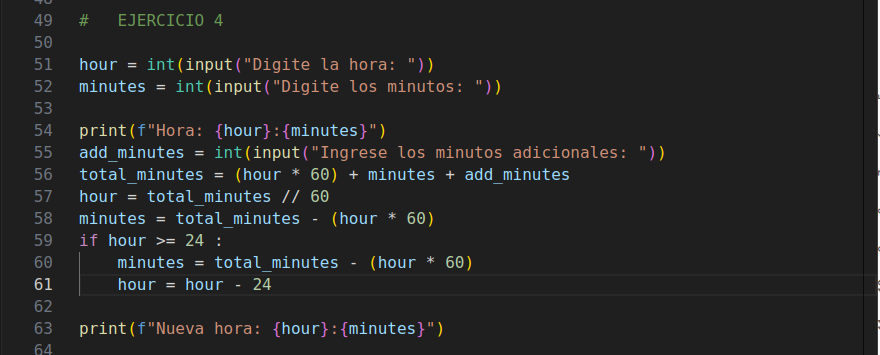 49 #   EJERCICIO 4
50
51 hour = int(input("Digite la hora: "))
52 minutes = int(input("Digite los minutos: "))
53
54 print(f"Hora: {hour}:{minutes}")
55 add_minutes = int(input("Ingrese los minutos adicionales: "))
56 total_minutes = (hour * 60) + minutes + add_minutes
57 hour = total_minutes // 60
58 minutes = total_minutes - (hour * 60)
59 if hour >= 24 :
60     minutes = total_minutes - (hour * 60)
61     hour = hour - 24
62
63 print(f"Nueva hora: {hour}:{minutes}")
64